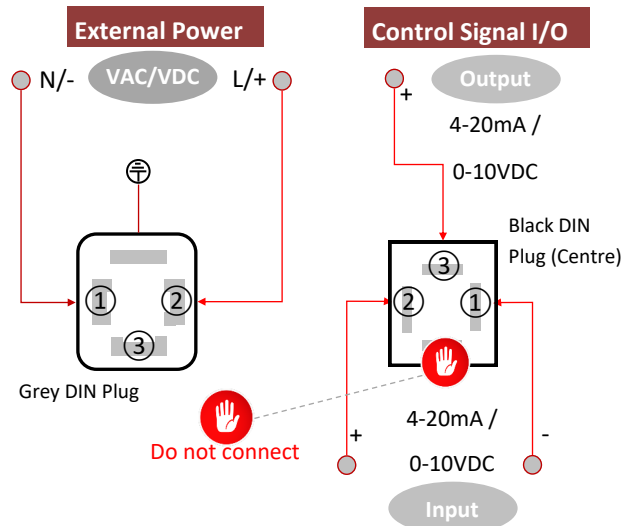 External Power
VAC/VDC
N/-
L/+
1
2
3
Grey DIN Plug
Do not connect
Control Signal I/O
Output
+
4-20mA /
0-10VDC
Black DIN
Plug (Centre)
3
2
1
+
4-20mA /
-
0-10VDC
Input